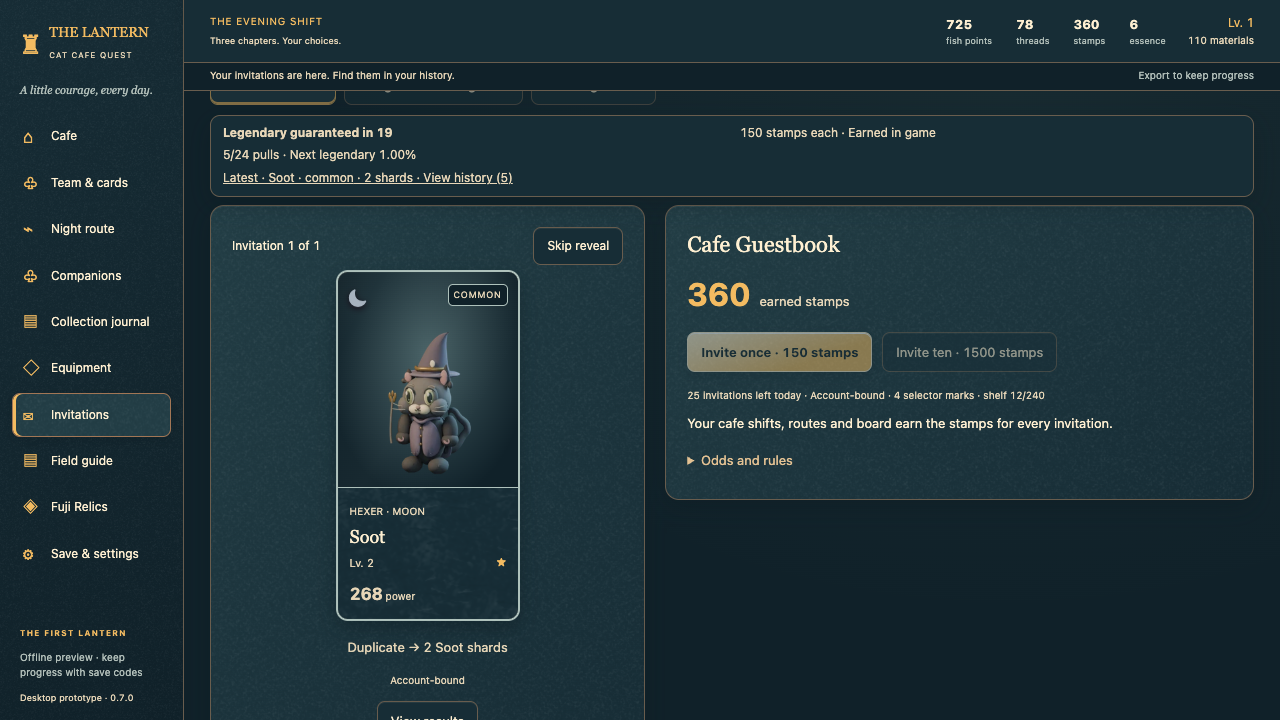 THE LANTERN
CAT CAFE QUEST
A little courage, every day.
Cafe
Team & cards
Night route
Companions
Collection journal
Equipment
Invitations
Field guide
Fuji Relics
Save & settings
THE FIRST LANTERN
Offline preview · keep
progress with save codes
Desktop prototype · 0.7.0
THE EVENING SHIFT
Three chapters. Your choices.
725
fish points
78
threads
360
stamps
6
essence
Lv. 1
110 materials
Your invitations are here. Find them in your history.
Export to keep progress
Legendary guaranteed in 19
150 stamps each · Earned in game
5/24 pulls · Next legendary 1.00%
Latest · Soot · common · 2 shards · View history (5)
Invitation 1 of 1
Skip reveal
COMMON
HEXER · MOON
Soot
Lv. 2
268 power
Duplicate → 2 Soot shards
Account-bound
View results
Cafe Guestbook
360 earned stamps
Invite once · 150 stamps
Invite ten · 1500 stamps
25 invitations left today · Account-bound · 4 selector marks · shelf 12/240
Your cafe shifts, routes and board earn the stamps for every invitation.
Odds and rules